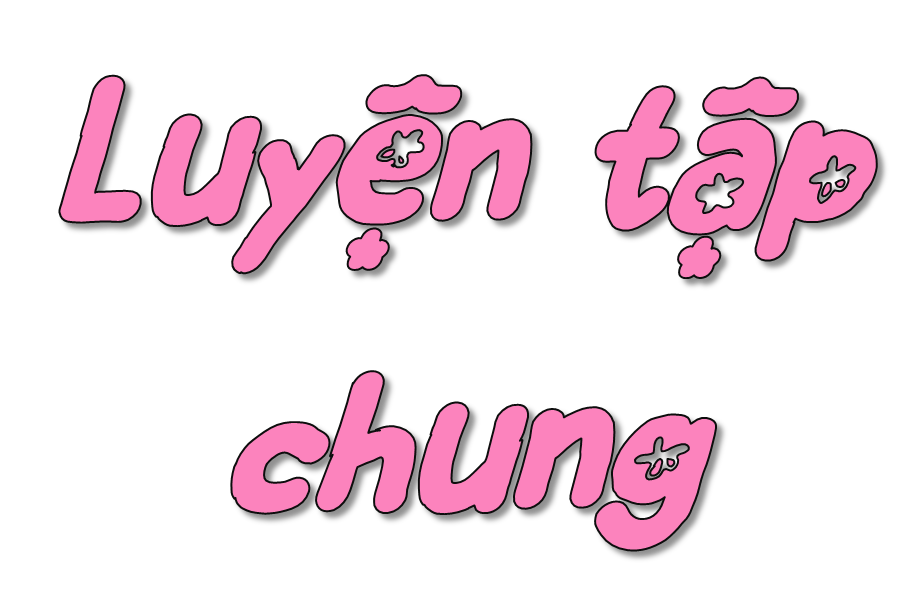 Luyện tập
chung